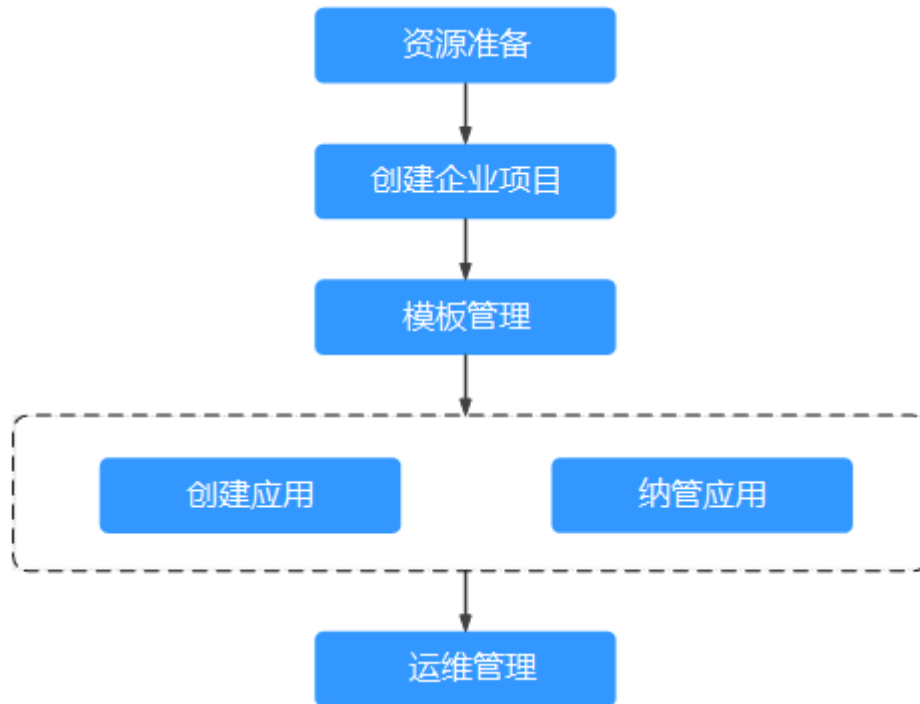 资源准备
创建企业项目
模板管理
创建应用
纳管应用
运维管理